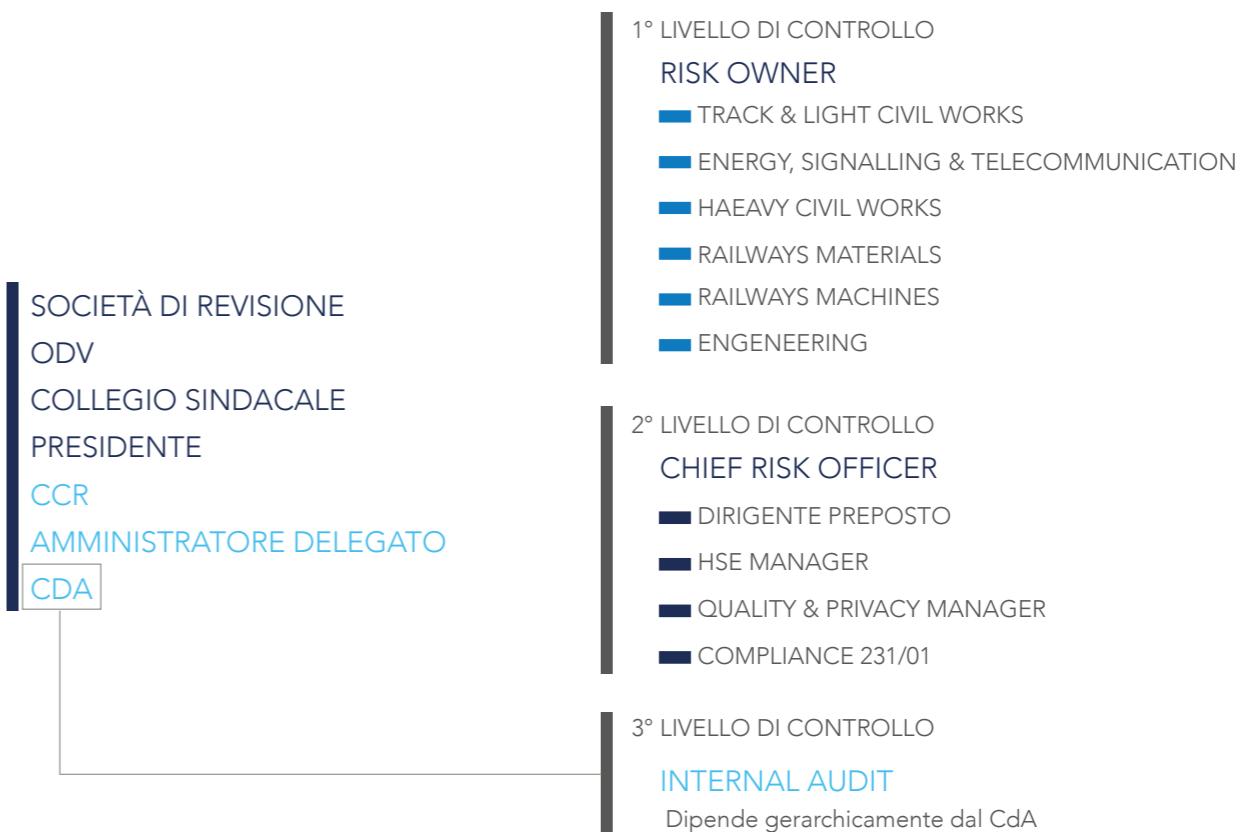 SOCIETÀ DI REVISIONE
ODV
COLLEGIO SINDACALE
PRESIDENTE
CCR
AMMINISTRATORE DELEGATO
CDA
1° LIVELLO DI CONTROLLO
RISK OWNER
TRACK & LIGHT CIVIL WORKS
ENERGY, SIGNALLING & TELECOMMUNICATION
HAEAVY CIVIL WORKS
RAILWAYS MATERIALS
RAILWAYS MACHINES
ENGENEERING
2° LIVELLO DI CONTROLLO
CHIEF RISK OFFICER
DIRIGENTE PREPOSTO
HSE MANAGER
QUALITY & PRIVACY MANAGER
COMPLIANCE 231/01
3° LIVELLO DI CONTROLLO
INTERNAL AUDIT
Dipende gerarchicamente dal CdA